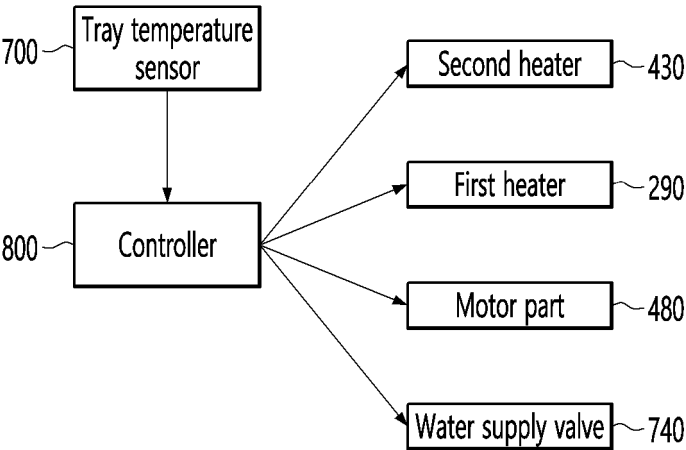 Tray temperature
sensor
700
Second heater
430
First heater
290
Controller
800
Motor part
480
Water supply valve
740